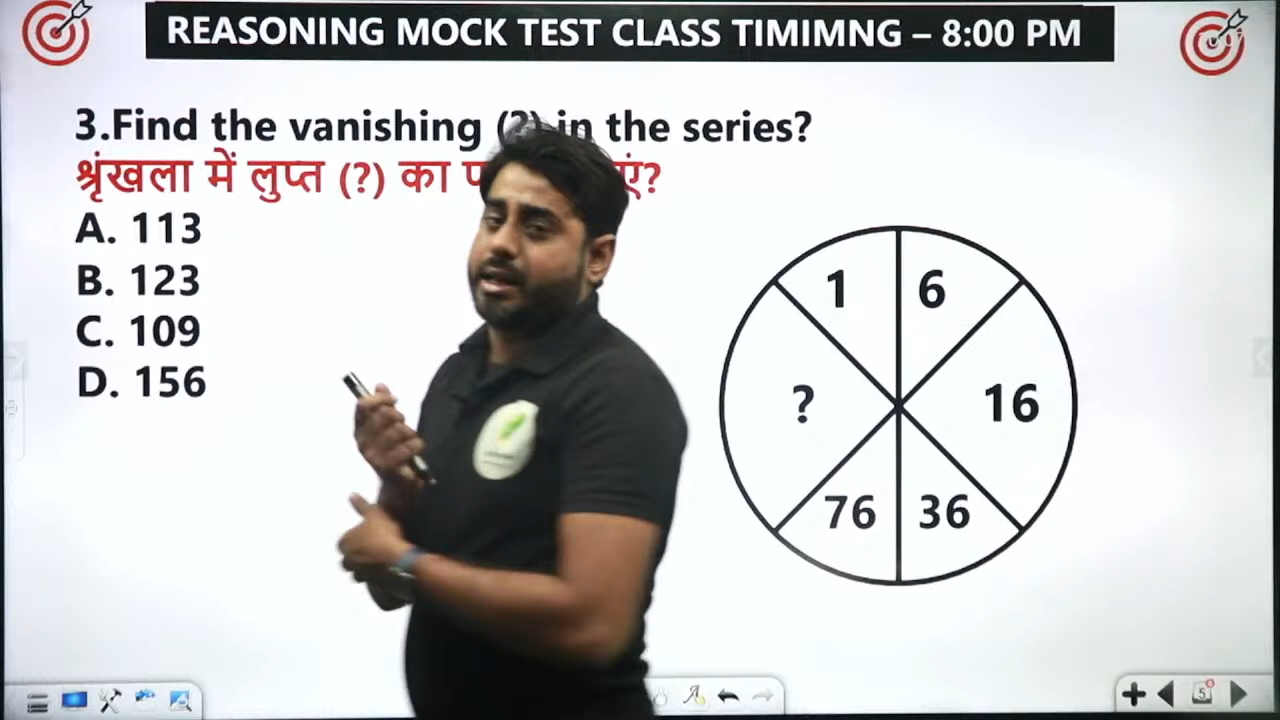 REASONING MOCK TEST CLASS TIMIMNG – 8:00 PM
3.Find the vanishing (?) in the series?
श्रृंखला में लुप्त (?) का
A. 113
B. 123
C. 109
D. 156
1 6
? 16
76 36
5